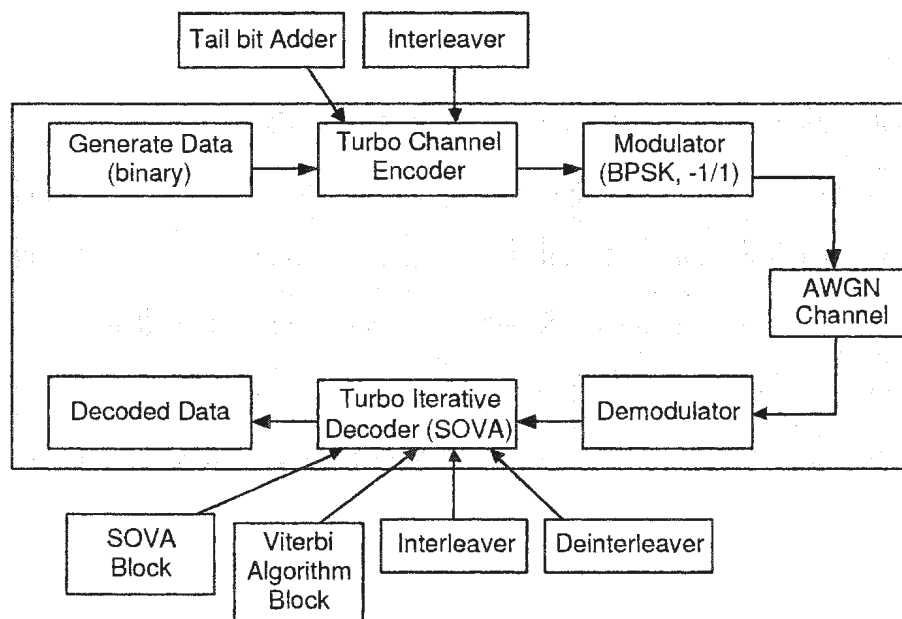 Tail bit Adder
Interleaver
Generate Data
(binary)
Turbo Channel
Encoder
Modulator
(BPSK, -1/1)
AWGN
Channel
Decoded Data
Turbo Iterative
Decoder (SOVA)
Demodulator
SOVA
Block
Viterbi
Algorithm
Block
Interleaver
Deinterleaver